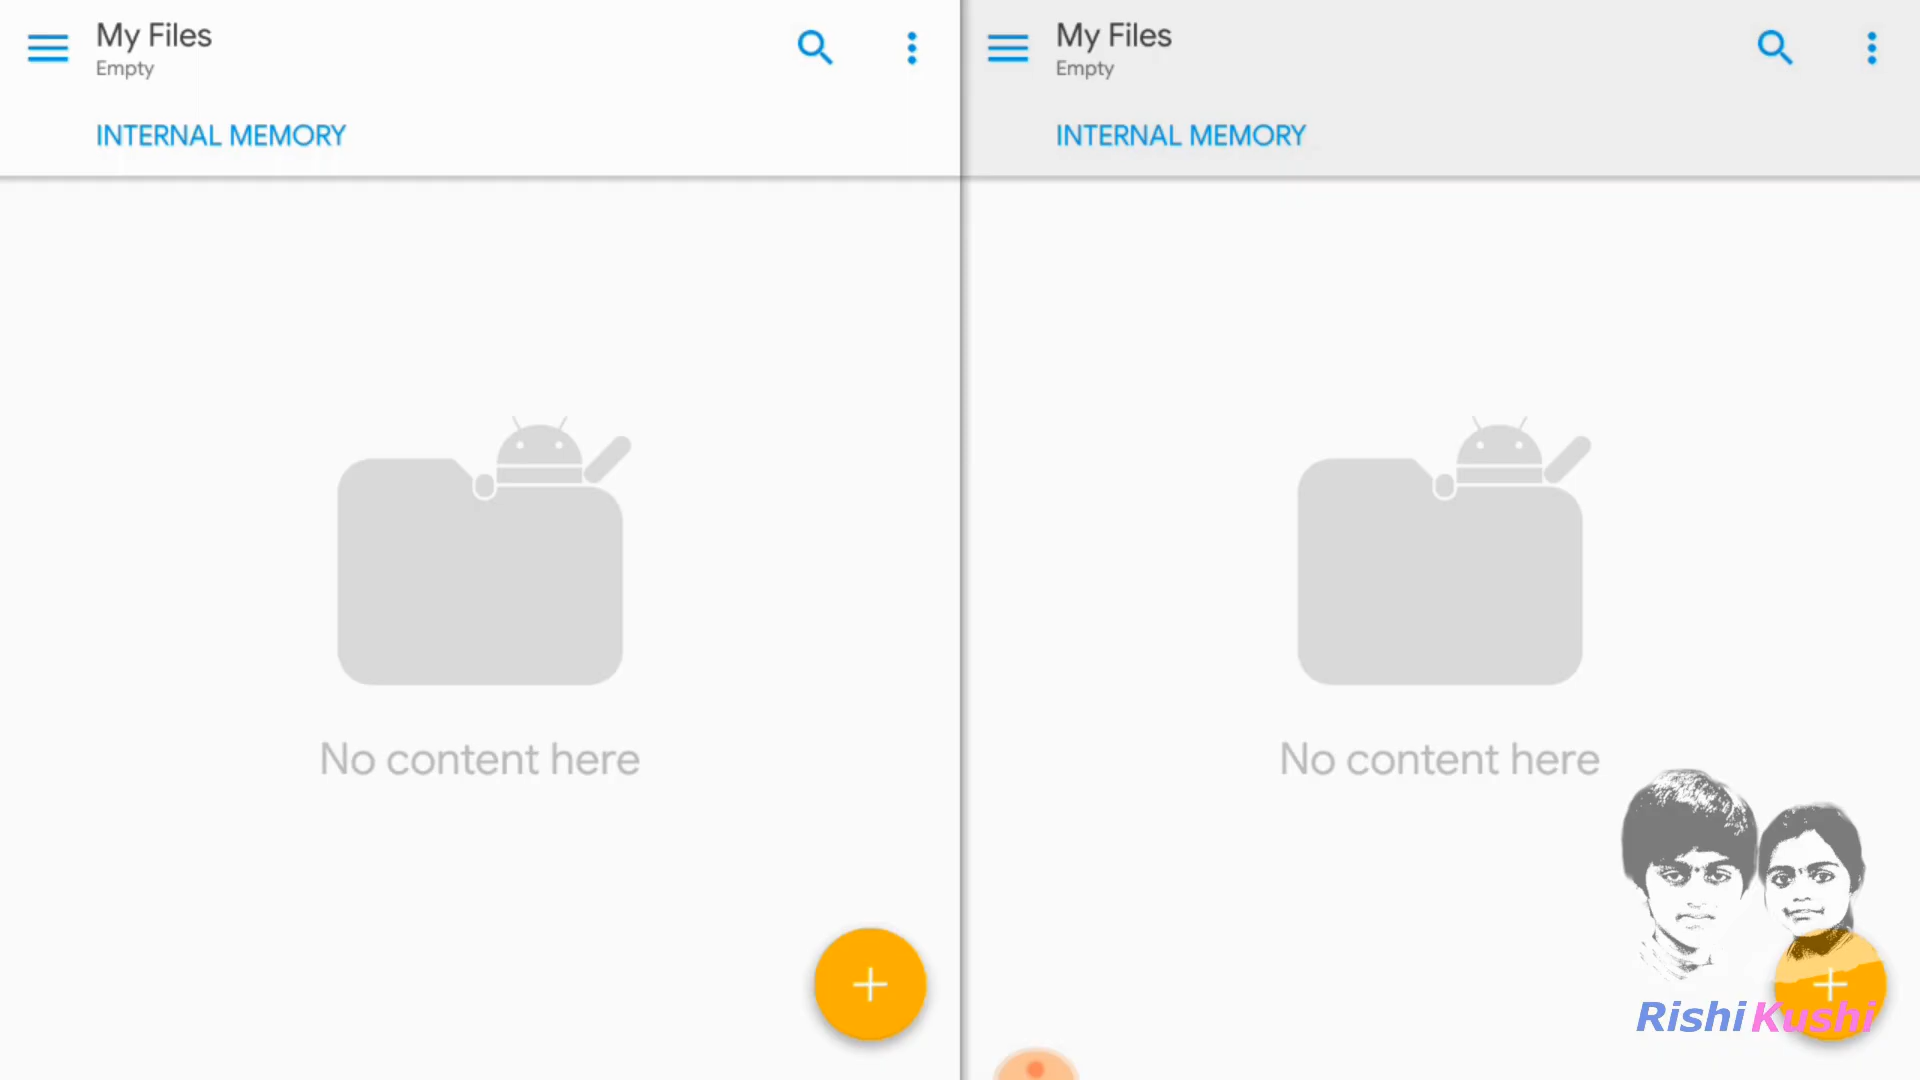 My Files
Empty
INTERNAL MEMORY
No content here
My Files
Empty
INTERNAL MEMORY
No content here
Rishi Kushi